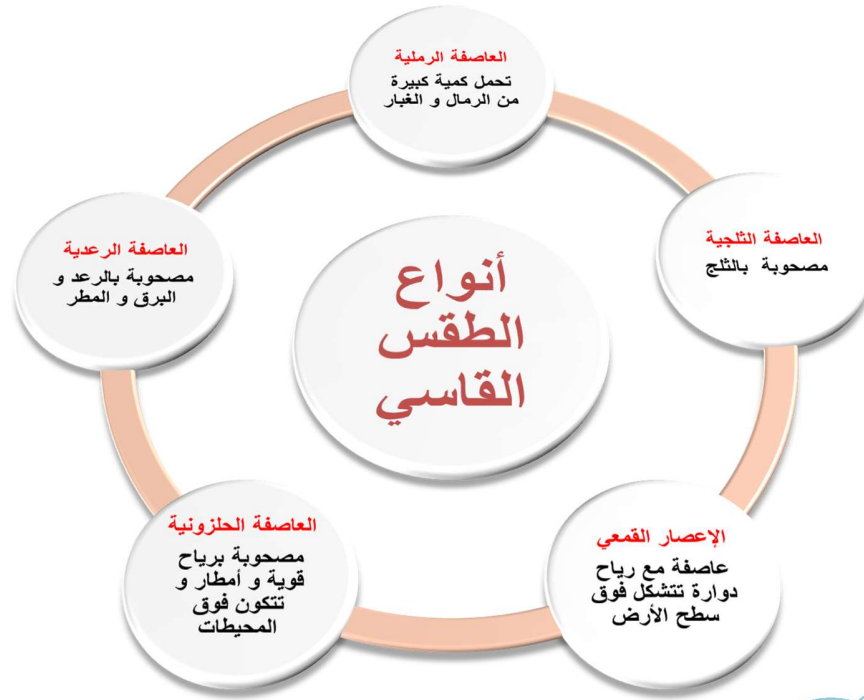 أنواع
الطقس
القاسي
العاصفة الرملية
تحمل كمية كبيرة
من الرمال و الغبار
العاصفة الثلجية
مصحوبة بالثلج
الإعصار القمعي
عاصفة مع رياح
دوارة تتشكل فوق
سطح الأرض
العاصفة الحلزونية
مصحوبة برياح
قوية و أمطار و
تتكون فوق
المحيطات
العاصفة الرعدية
مصحوبة بالرعد و
البرق و المطر